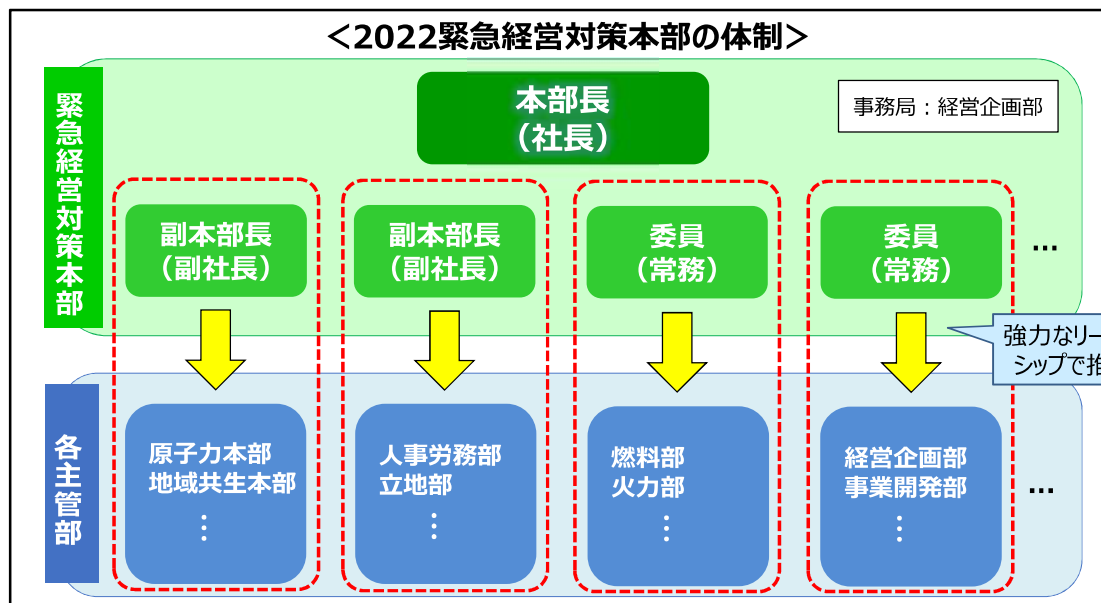 ＜2022緊急経営対策本部の体制＞
緊急経営対策本部
本部長
（社長）
事務局：経営企画部
副本部長
（副社長）
副本部長
（副社長）
委員
（常務）
委員
（常務）
…
強力なリー
シップで推
各主管部
原子力本部
地域共生本部
⋮
人事労務部
立地部
⋮
燃料部
火力部
⋮
経営企画部
事業開発部
⋮
…